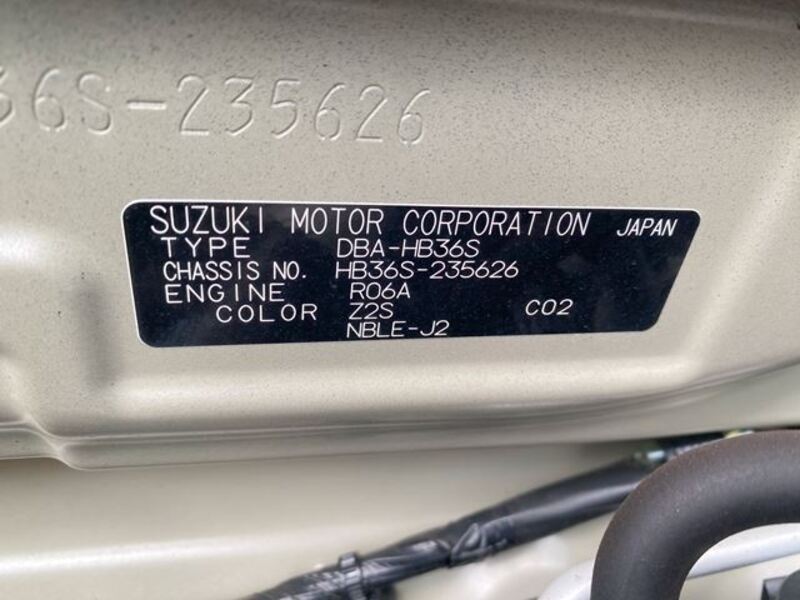 36S-235626
SUZUKI MOTOR CORPORATION JAPAN
TYPE DBA-HB36S
CHASSIS NO. HB36S-235626
ENGINE R06A
COLOR Z2S C02
NBLE-J2